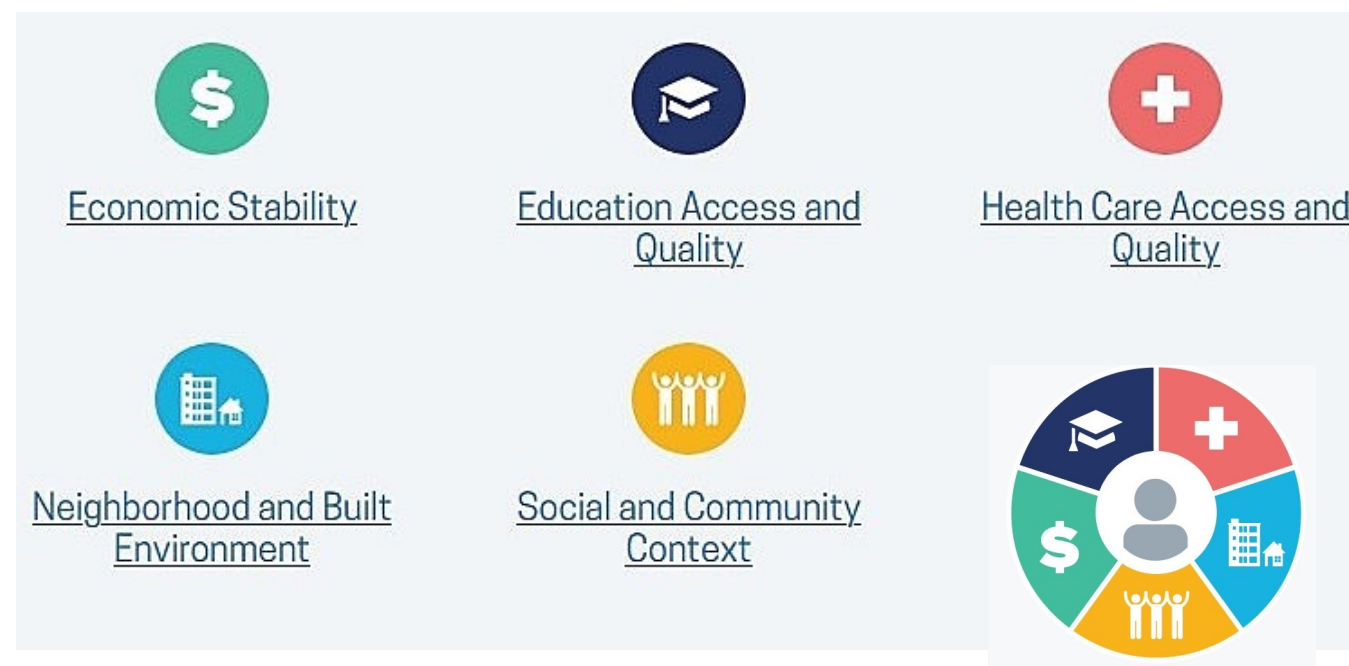 $
Economic Stability
Education Access and
Quality
Health Care Access and
Quality
Neighborhood and Built
Environment
Social and Community
Context
$